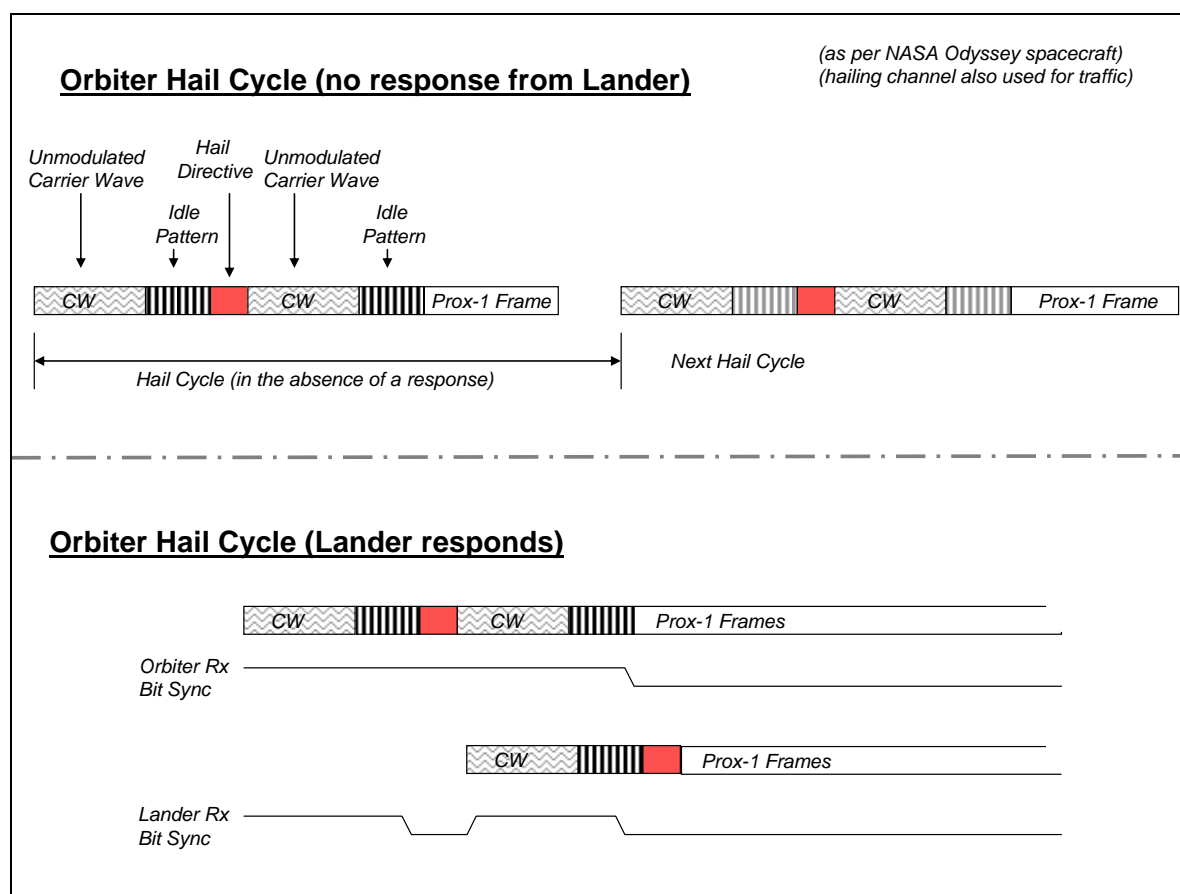 (as per NASA Odyssey spacecraft)
(hailing channel also used for traffic)
Orbiter Hail Cycle (no response from Lander)
Unmodulated
Carrier Wave
Hail
Directive
Unmodulated
Carrier Wave
Idle
Pattern
Idle
Pattern
CW
CW
Prox-1 Frame
CW
CW
Prox-1 Frame
Hail Cycle (in the absence of a response)
Next Hail Cycle
Orbiter Hail Cycle (Lander responds)
CW
CW
Prox-1 Frames
Orbiter Rx
Bit Sync
CW
Prox-1 Frames
Lander Rx
Bit Sync